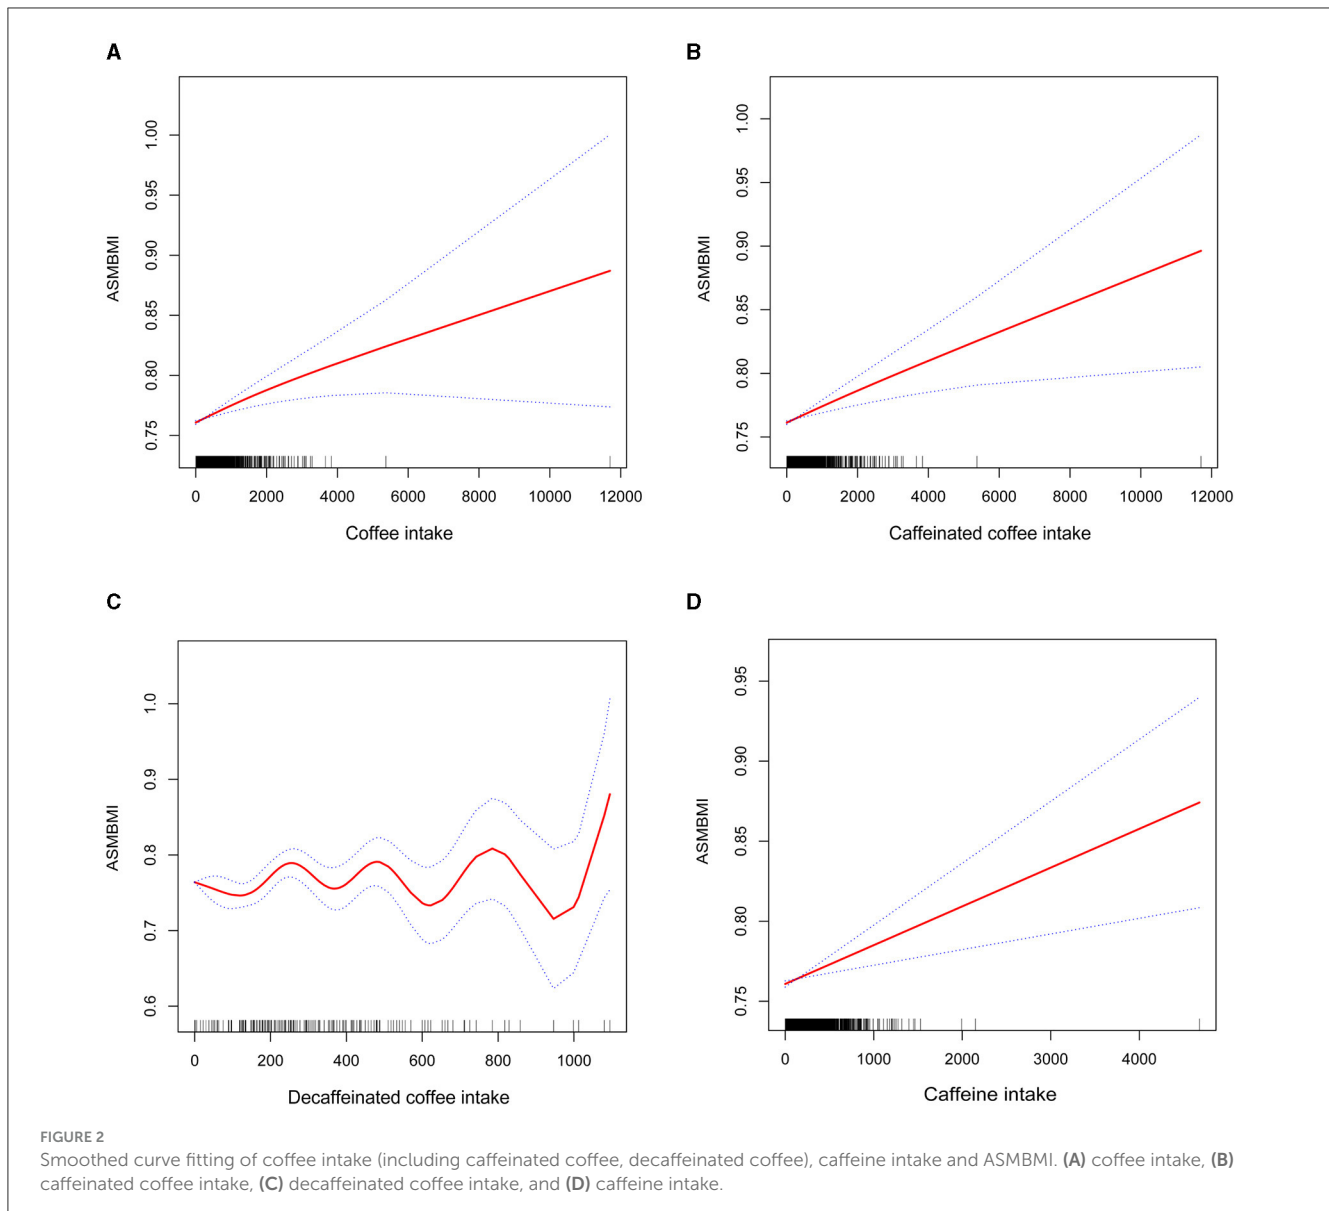 A
B
1.00
0.95
0.90
0.85
0.80
0.75
ASMBMI
0 2000 4000 6000 8000 10000 12000
Coffee intake
1.00
0.95
0.90
0.85
0.80
0.75
ASMBMI
0 2000 4000 6000 8000 10000 12000
Caffeinated coffee intake
C
D
1.0
0.9
0.8
0.7
0.6
ASMBMI
0 200 400 600 800 1000
Decaffeinated coffee intake
0.95
0.90
0.85
0.80
0.75
ASMBMI
0 1000 2000 3000 4000
Caffeine intake
FIGURE 2
Smoothed curve fitting of coffee intake (including caffeinated coffee, decaffeinated coffee), caffeine intake and ASMBMI. (A) coffee intake, (B)
caffeinated coffee intake, (C) decaffeinated coffee intake, and (D) caffeine intake.